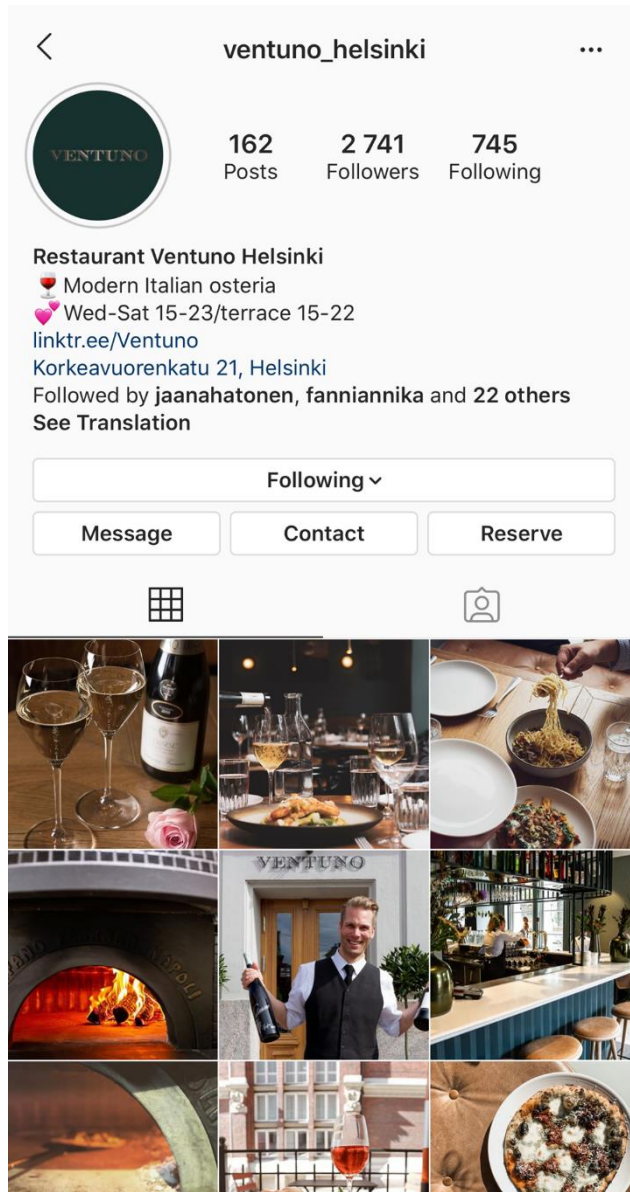 ventuno_helsinki
VENTUNO
162
2 741
745
Posts
Followers
Following
Restaurant Ventuno Helsinki
🍷Modern Italian osteria
💕Wed-Sat 15-23/terrace 15-22
linktr.ee/Ventuno
Korkeavuorenkatu 21, Helsinki
Followed by jaanahatonen, fanniannika and 22 others
See Translation
Following
Message
Contact
Reserve
VENTUNO
NAPOLI